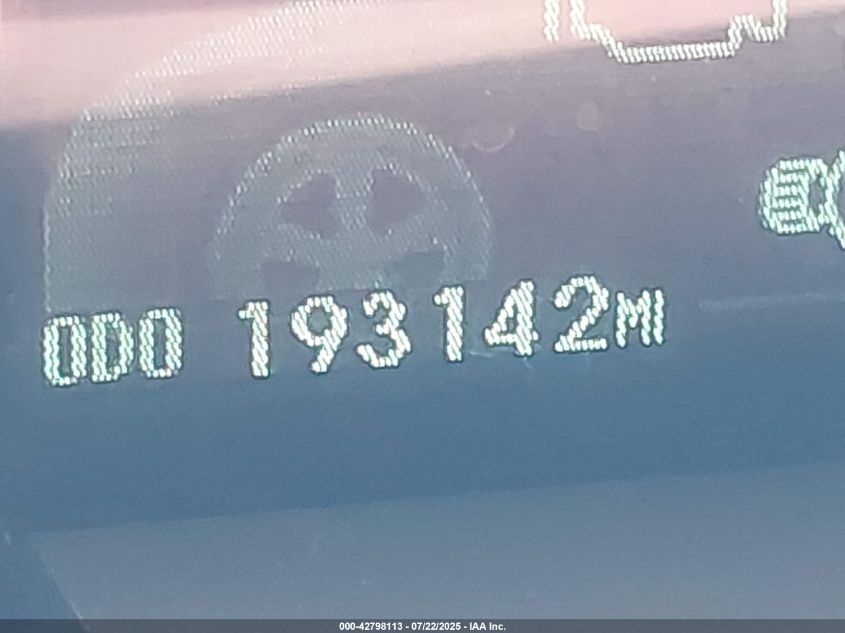 ODO 193142MI
000-42798113 - 07/22/2025 - IAA Inc.